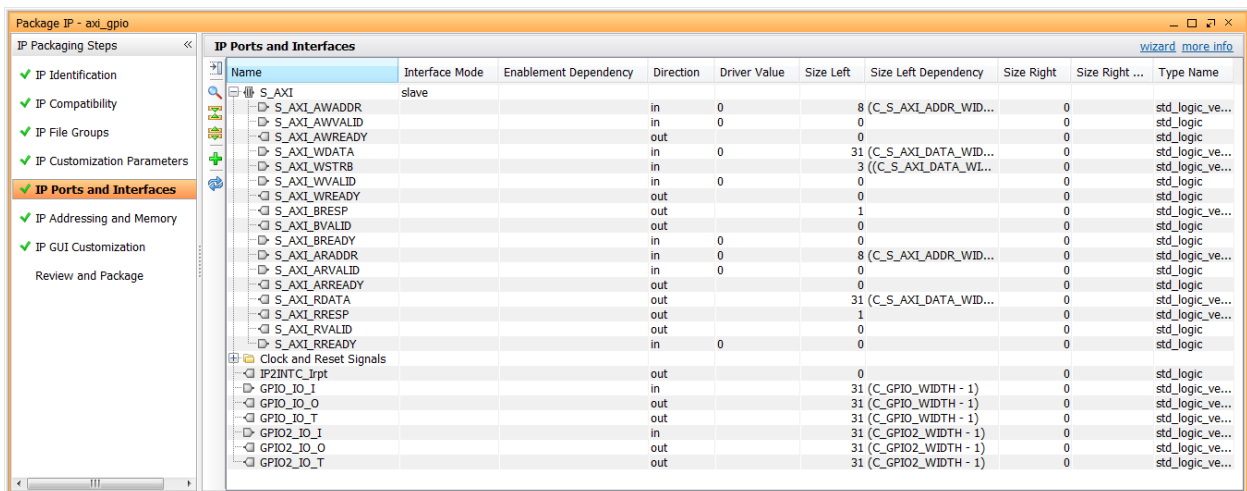 Package IP - axi_gpio
IP Packaging Steps «
IP Identification
IP Compatibility
IP File Groups
IP Customization Parameters
IP Ports and Interfaces
IP Addressing and Memory
IP GUI Customization
Review and Package
IP Ports and Interfaces wizard more info
Name Interface Mode Enablement Dependency Direction Driver Value Size Left Size Left Dependency Size Right Size Right ... Type Name
S_AXI slave
S_AXI_AWADDR in 0 8 (C_S_AXI_ADDR_WID... 0 std_logic_ve...
S_AXI_AWVALID in 0 0 0 std_logic
S_AXI_AWREADY out 0 0 std_logic
S_AXI_WDATA in 0 31 (C_S_AXI_DATA_WID... 0 std_logic_ve...
S_AXI_WSTRB in 3 ((C_S_AXI_DATA_WI... 0 std_logic_ve...
S_AXI_WVALID in 0 0 0 std_logic
S_AXI_WREADY out 0 0 std_logic
S_AXI_BRESP out 1 0 std_logic_ve...
S_AXI_BVALID out 0 0 std_logic
S_AXI_BREADY in 0 0 0 std_logic
S_AXI_ARADDR in 0 8 (C_S_AXI_ADDR_WID... 0 std_logic_ve...
S_AXI_ARVALID in 0 0 0 std_logic
S_AXI_ARREADY out 0 0 std_logic
S_AXI_RDATA out 31 (C_S_AXI_DATA_WID... 0 std_logic_ve...
S_AXI_RRESP out 1 0 std_logic_ve...
S_AXI_RVALID out 0 0 std_logic
S_AXI_RREADY in 0 0 0 std_logic
Clock and Reset Signals
IP2INTC_Irpt out 0 0 std_logic
GPIO_IO_I in 31 (C_GPIO_WIDTH - 1) 0 std_logic_ve...
GPIO_IO_O out 31 (C_GPIO_WIDTH - 1) 0 std_logic_ve...
GPIO_IO_T out 31 (C_GPIO_WIDTH - 1) 0 std_logic_ve...
GPIO2_IO_I in 31 (C_GPIO2_WIDTH - 1) 0 std_logic_ve...
GPIO2_IO_O out 31 (C_GPIO2_WIDTH - 1) 0 std_logic_ve...
GPIO2_IO_T out 31 (C_GPIO2_WIDTH - 1) 0 std_logic_ve...